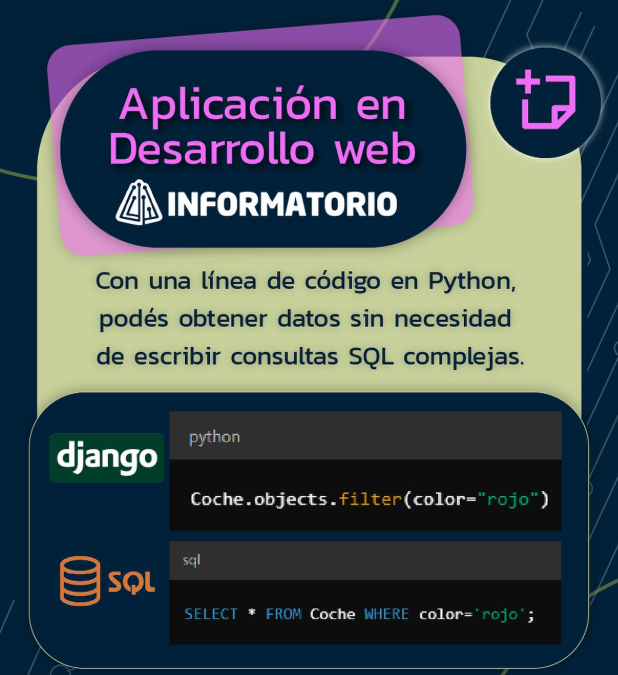 Aplicación en
Desarrollo web
INFORMATORIO
Con una línea de código en Python,
podés obtener datos sin necesidad
de escribir consultas SQL complejas.
django
python
Coche.objects.filter(color="rojo")
SQL
sql
SELECT * FROM Coche WHERE color='rojo';